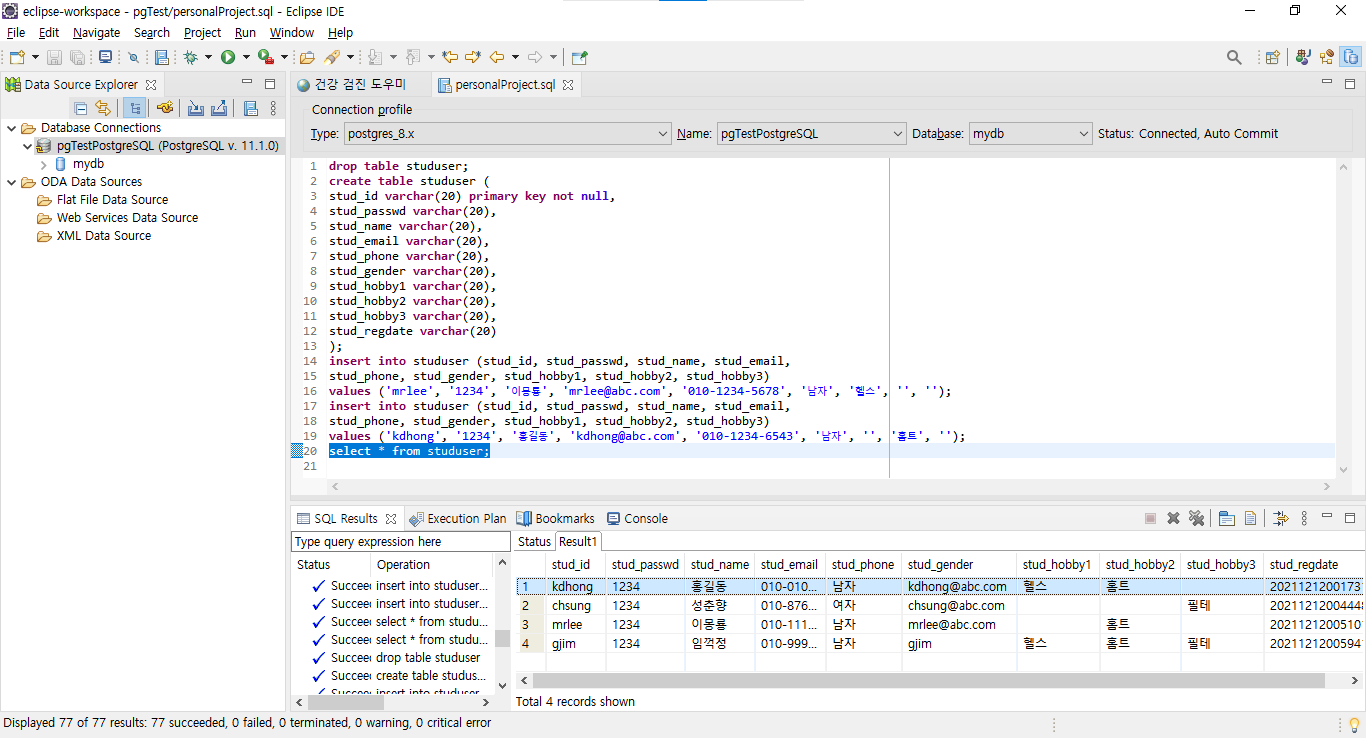 eclipse-workspace - pgTest/personalProject.sql - Eclipse IDE
File Edit Navigate Search Project Run Window Help
Data Source Explorer
Database Connections
pgTestPostgreSQL (PostgreSQL v. 11.1.0)
mydb
ODA Data Sources
Flat File Data Source
Web Services Data Source
XML Data Source
건강 검진 도우미 personalProject.sql
Connection profile
Type: postgres_8.x Name: pgTestPostgreSQL Database: mydb Status: Connected, Auto Commit
1 drop table studuser;
2 create table studuser (
3 stud_id varchar(20) primary key not null,
4 stud_passwd varchar(20),
5 stud_name varchar(20),
6 stud_email varchar(20),
7 stud_phone varchar(20),
8 stud_gender varchar(20),
9 stud_hobby1 varchar(20),
10 stud_hobby2 varchar(20),
11 stud_hobby3 varchar(20),
12 stud_regdate varchar(20)
13 );
14 insert into studuser (stud_id, stud_passwd, stud_name, stud_email,
15 stud_phone, stud_gender, stud_hobby1, stud_hobby2, stud_hobby3)
16 values ('mrlee', '1234', '이몽룡', 'mrlee@abc.com', '010-1234-5678', '남자', '헬스', '', '');
17 insert into studuser (stud_id, stud_passwd, stud_name, stud_email,
18 stud_phone, stud_gender, stud_hobby1, stud_hobby2, stud_hobby3)
19 values ('kdhong', '1234', '홍길동', 'kdhong@abc.com', '010-1234-6543', '남자', '', '홈트', '');
20 select * from studuser;
21
SQL Results Execution Plan Bookmarks Console
Type query expression here
Status Operation
Succee insert into studuser...
Succee insert into studuser...
Succee select * from studu...
Succee select * from studu...
Succee drop table studuser
Succee create table studus...
Succee insert into studuser...
Status Result1
stud_id stud_passwd stud_name stud_email stud_phone stud_gender stud_hobby1 stud_hobby2 stud_hobby3 stud_regdate
1 kdhong 1234 홍길동 010-010... 남자 kdhong@abc.com 헬스 홈트 2021121200173
2 chsung 1234 성춘향 010-876... 여자 chsung@abc.com 필테 2021121200444
3 mrlee 1234 이몽룡 010-111... 남자 mrlee@abc.com 홈트 2021121200510
4 gjim 1234 임꺽정 010-999... 남자 gjim 헬스 홈트 필테 2021121200594
Total 4 records shown
Displayed 77 of 77 results: 77 succeeded, 0 failed, 0 terminated, 0 warning, 0 critical error